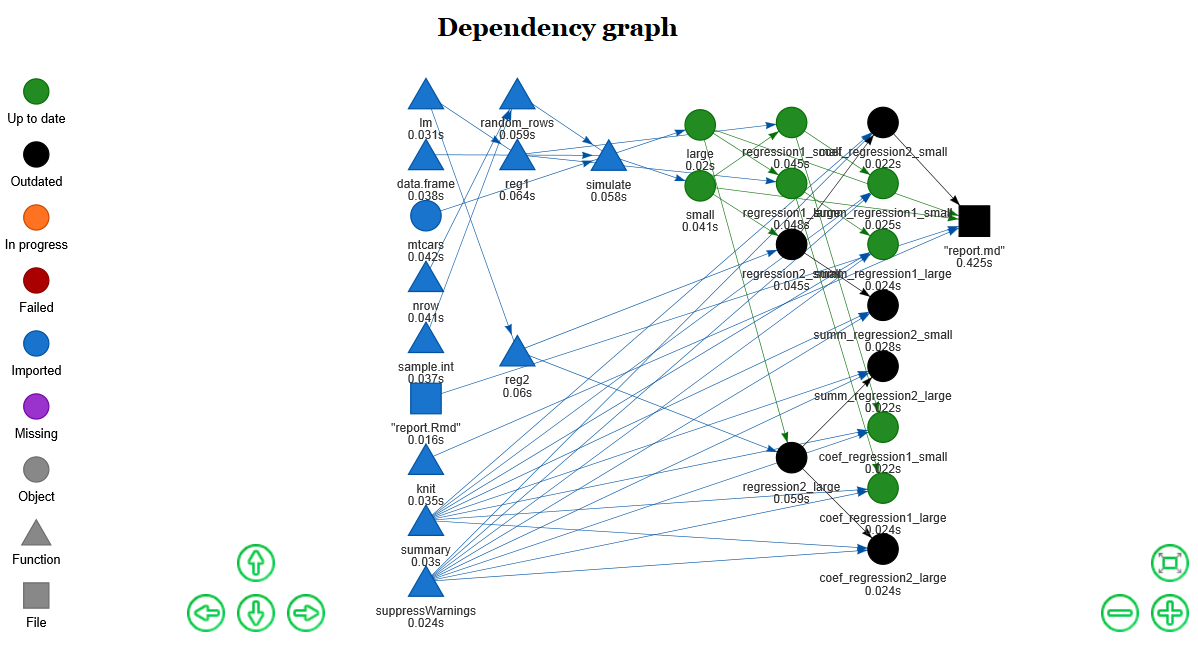 Dependency graph
Up to date
Outdated
In progress
Failed
Imported
Missing
Object
Function
File
lm
0.031s
data.frame
0.038s
mtcars
0.042s
nrow
0.041s
sample.int
0.037s
"report.Rmd"
0.016s
knit
0.035s
summary
0.03s
suppressWarnings
0.024s
random_rows
0.059s
reg1
0.064s
reg2
0.06s
simulate
0.058s
large
0.02s
small
0.041s
regression1_small
0.045s
regression1_large
0.048s
regression2_small
0.045s
regression2_large
0.059s
coef_regression2_small
0.022s
summ_regression1_small
0.025s
summ_regression1_large
0.024s
summ_regression2_small
0.028s
summ_regression2_large
0.022s
coef_regression1_small
0.022s
coef_regression1_large
0.024s
coef_regression2_large
0.024s
"report.md"
0.425s